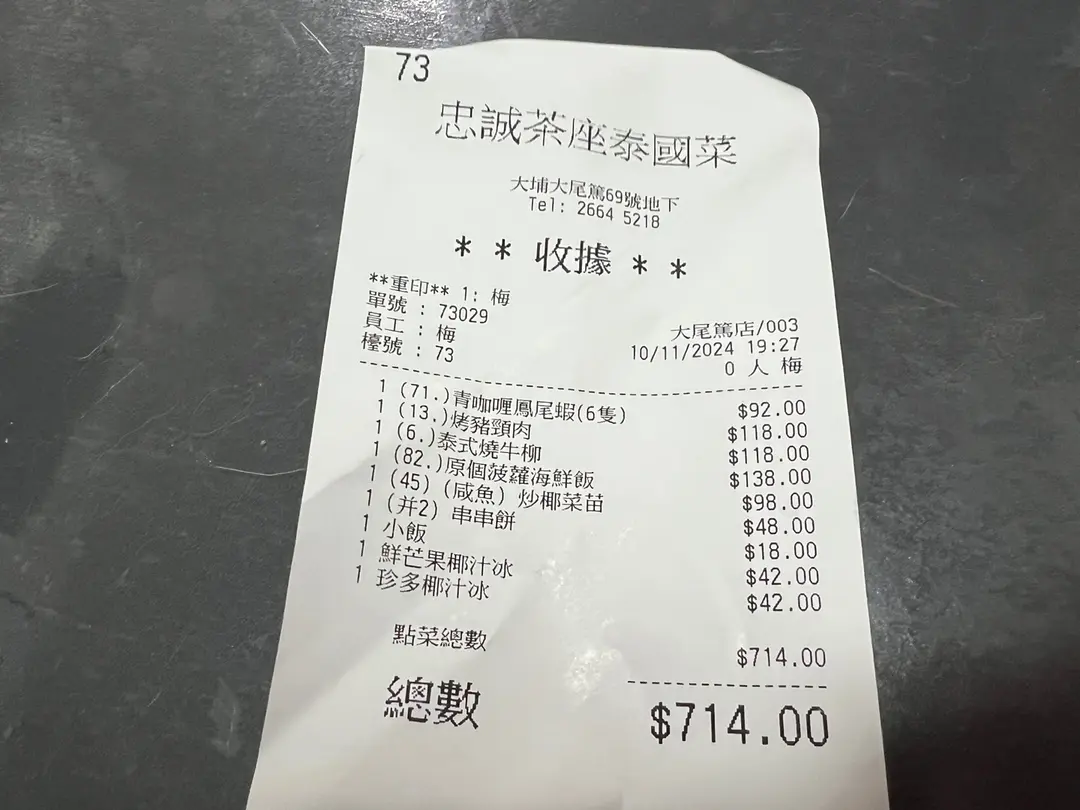 73
忠誠茶座泰國菜
大埔大尾篤69號地下
Tel: 2664 5218
* * 收據 * *
**重印** 1: 梅
單號 : 73029
員工 : 梅 大尾篤店/003
檯號 : 73 10/11/2024 19:27
0 人 梅
1 (71.)青咖喱鳳尾蝦(6隻) $92.00
1 (13.)烤豬頸肉 $118.00
1 (6.)泰式燒牛柳 $118.00
1 (82.)原個菠蘿海鮮飯 $138.00
1 (45) (咸魚) 炒椰菜苗 $98.00
1 (并2) 串串餅 $48.00
1 小飯 $18.00
1 鮮芒果椰汁冰 $42.00
1 珍多椰汁冰 $42.00
點菜總數 $714.00
總數 $714.00